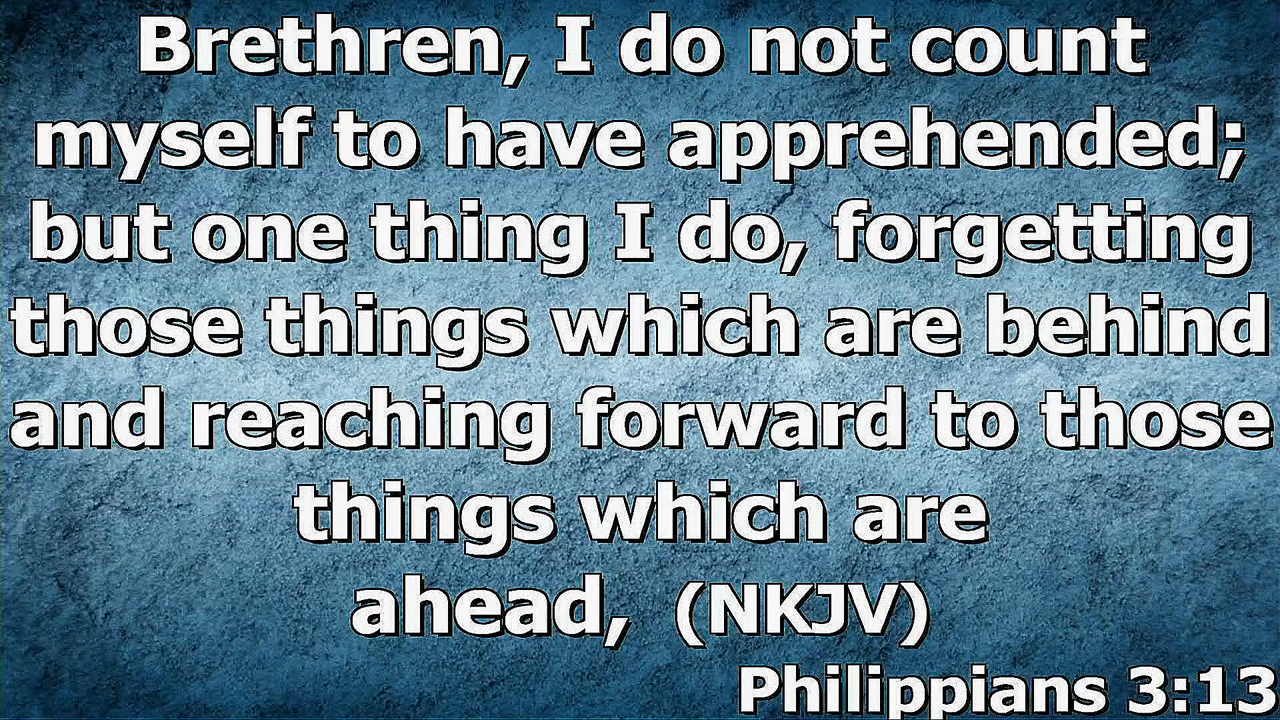 Brethren, I do not count
myself to have apprehended;
but one thing I do, forgetting
those things which are behind
and reaching forward to those
things which are
ahead, (NKJV)
Philippians 3:13